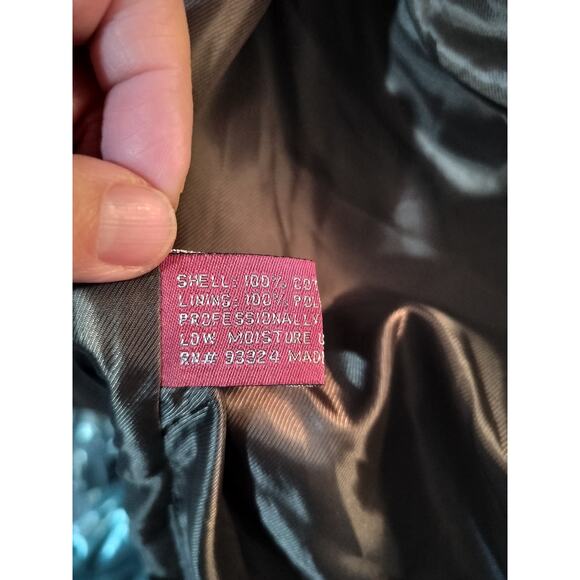 SHELL: 100% COT
LINING: 100% POL
PROFESSIONALLY
LOW MOISTURE
RN# 93324 MAD